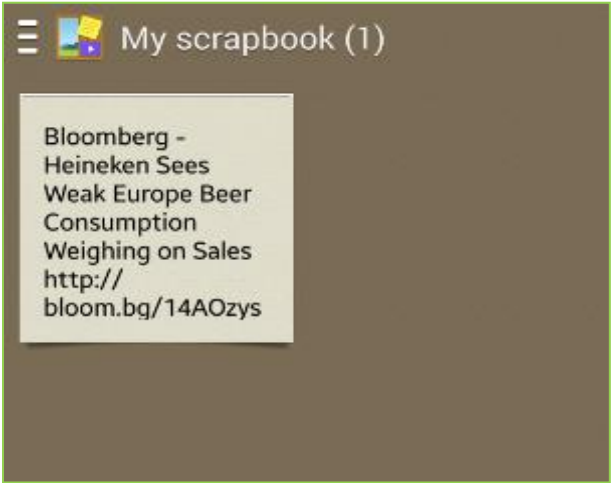 My scrapbook (1)
Bloomberg -
Heineken Sees
Weak Europe Beer
Consumption
Weighing on Sales
http://
bloom.bg/14AOzys